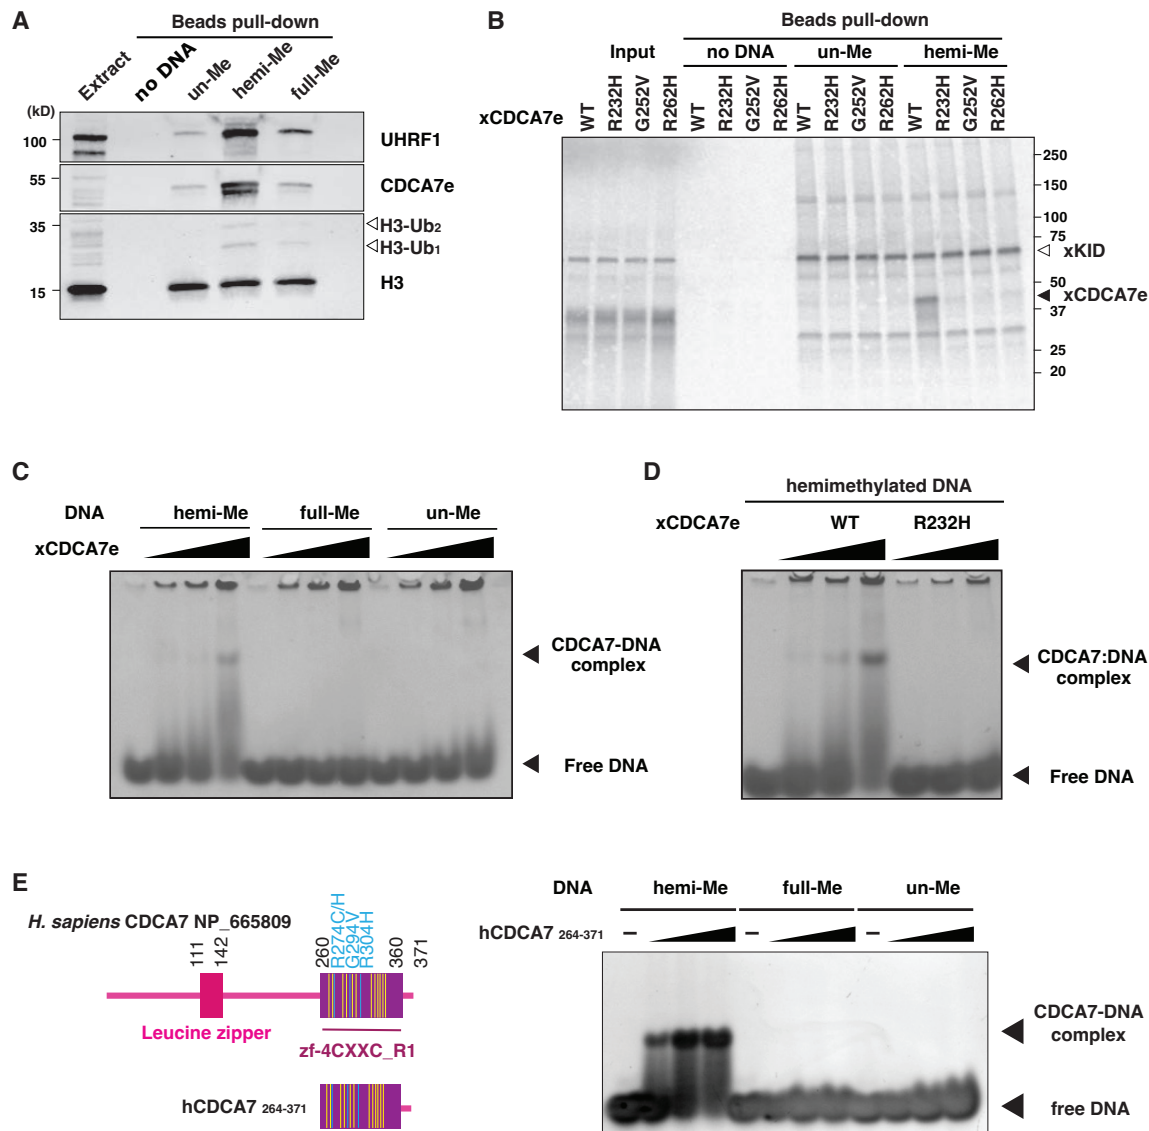 A
Beads pull-down
Extract
no DNA
un-Me
hemi-Me
full-Me
(kD)
100
UHRF1
55
CDCA7e
35
H3-Ub2
H3-Ub1
15
H3
B
Beads pull-down
Input
no DNA
un-Me
hemi-Me
xCDCA7e
WT
R232H
G252V
R262H
WT
R232H
G252V
R262H
WT
R232H
G252V
R262H
WT
R232H
G252V
R262H
250
150
100
75
xKID
50
xCDCA7e
37
25
20
C
DNA
hemi-Me
full-Me
un-Me
xCDCA7e
CDCA7-DNA
complex
Free DNA
D
hemimethylated DNA
xCDCA7e
WT
R232H
CDCA7:DNA
complex
Free DNA
E
H. sapiens CDCA7 NP_665809
111
142
260
R274C/H
G294V
R304H
360
371
Leucine zipper
zf-4CXXC_R1
hCDCA7 264-371
DNA
hemi-Me
full-Me
un-Me
hCDCA7 264-371
–
–
–
CDCA7-DNA
complex
free DNA